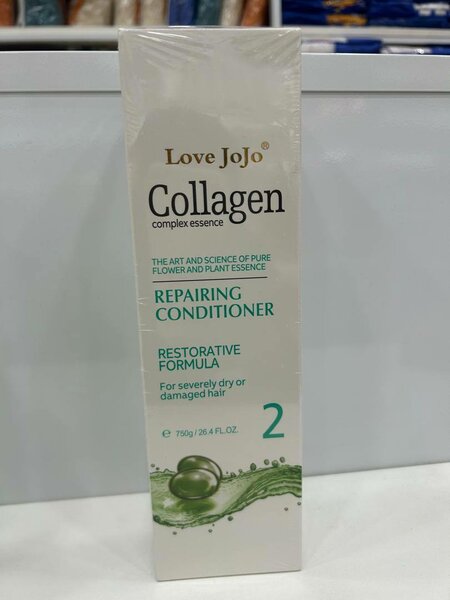 Love JoJo®
Collagen
complex essence
THE ART AND SCIENCE OF PURE
FLOWER AND PLANT ESSENCE
REPAIRING
CONDITIONER
RESTORATIVE
FORMULA
For severely dry or
damaged hair
℮ 750g / 26.4 FL.OZ. 2